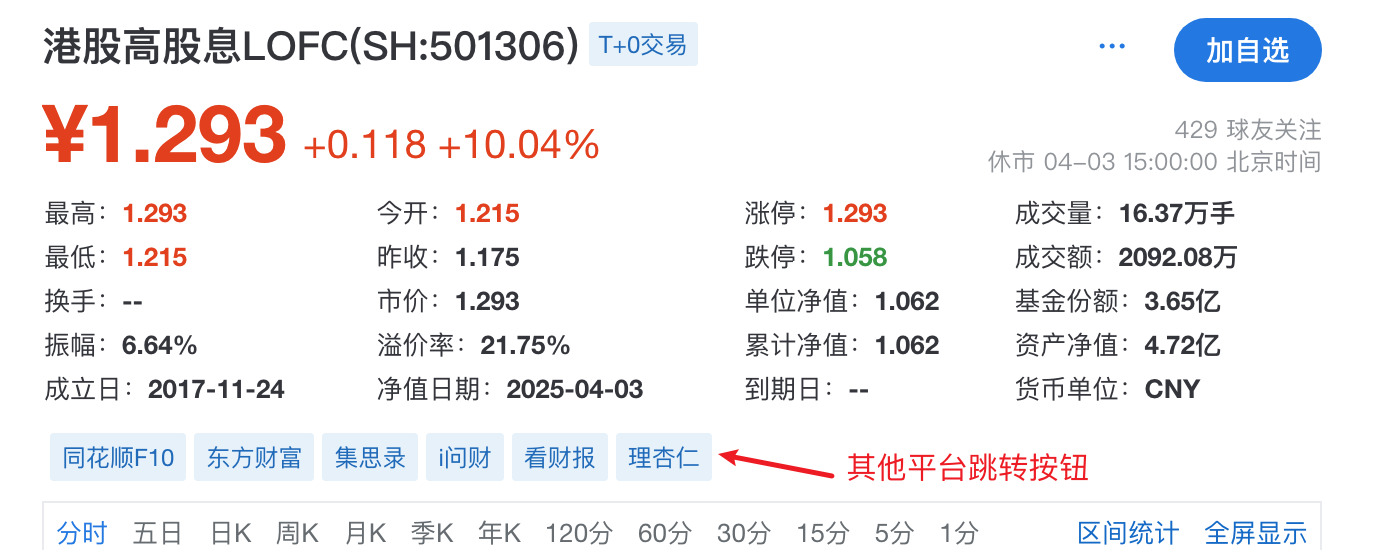 港股高股息LOFC(SH:501306) T+0交易 ... 加自选
¥1.293 +0.118 +10.04%
429 球友关注
休市 04-03 15:00:00 北京时间
最高：1.293 今开：1.215 涨停：1.293 成交量：16.37万手
最低：1.215 昨收：1.175 跌停：1.058 成交额：2092.08万
换手：-- 市价：1.293 单位净值：1.062 基金份额：3.65亿
振幅：6.64% 溢价率：21.75% 累计净值：1.062 资产净值：4.72亿
成立日：2017-11-24 净值日期：2025-04-03 到期日：-- 货币单位：CNY
同花顺F10 东方财富 集思录 i问财 看财报 理杏仁 其他平台跳转按钮
分时 五日 日K 周K 月K 季K 年K 120分 60分 30分 15分 5分 1分 区间统计 全屏显示